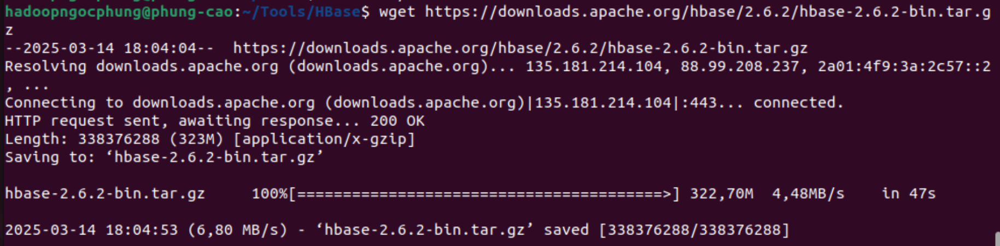 hadoopngocphung@phung-cao:~/Tools/HBase$ wget https://downloads.apache.org/hbase/2.6.2/hbase-2.6.2-bin.tar.g
z
--2025-03-14 18:04:04--  https://downloads.apache.org/hbase/2.6.2/hbase-2.6.2-bin.tar.gz
Resolving downloads.apache.org (downloads.apache.org)... 135.181.214.104, 88.99.208.237, 2a01:4f9:3a:2c57::2
, ...
Connecting to downloads.apache.org (downloads.apache.org)|135.181.214.104|:443... connected.
HTTP request sent, awaiting response... 200 OK
Length: 338376288 (323M) [application/x-gzip]
Saving to: ‘hbase-2.6.2-bin.tar.gz’
hbase-2.6.2-bin.tar.gz     100%[========================================>] 322,70M  4,48MB/s    in 47s
2025-03-14 18:04:53 (6,80 MB/s) - ‘hbase-2.6.2-bin.tar.gz’ saved [338376288/338376288]